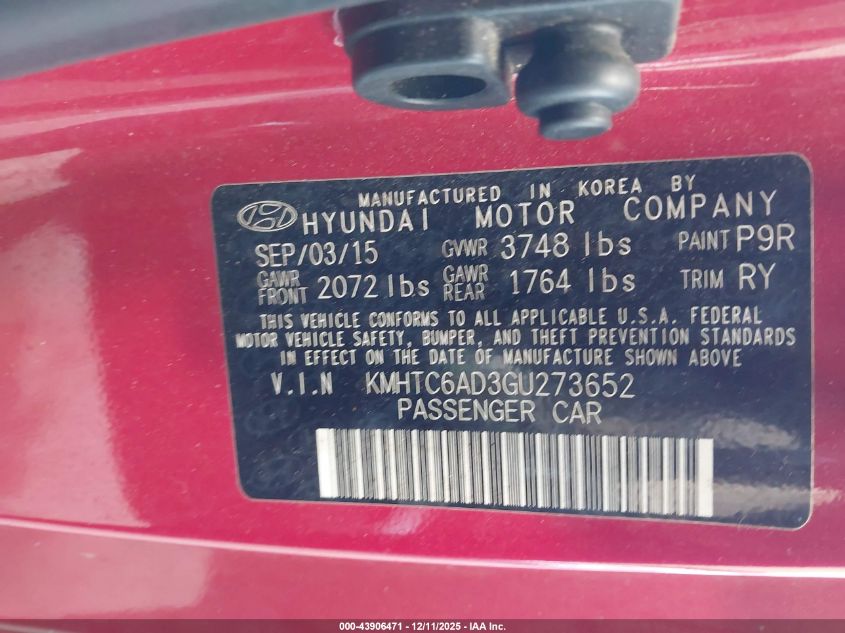 MANUFACTURED IN KOREA BY
HYUNDAI MOTOR COMPANY
SEP/03/15 GVWR 3748 lbs PAINT P9R
GAWR FRONT 2072 lbs GAWR REAR 1764 lbs TRIM RY
THIS VEHICLE CONFORMS TO ALL APPLICABLE U.S.A. FEDERAL
MOTOR VEHICLE SAFETY, BUMPER, AND THEFT PREVENTION STANDARDS
IN EFFECT ON THE DATE OF MANUFACTURE SHOWN ABOVE
V.I.N KMHTC6AD3GU273652
PASSENGER CAR
000-43906471 - 12/11/2025 - IAA Inc.